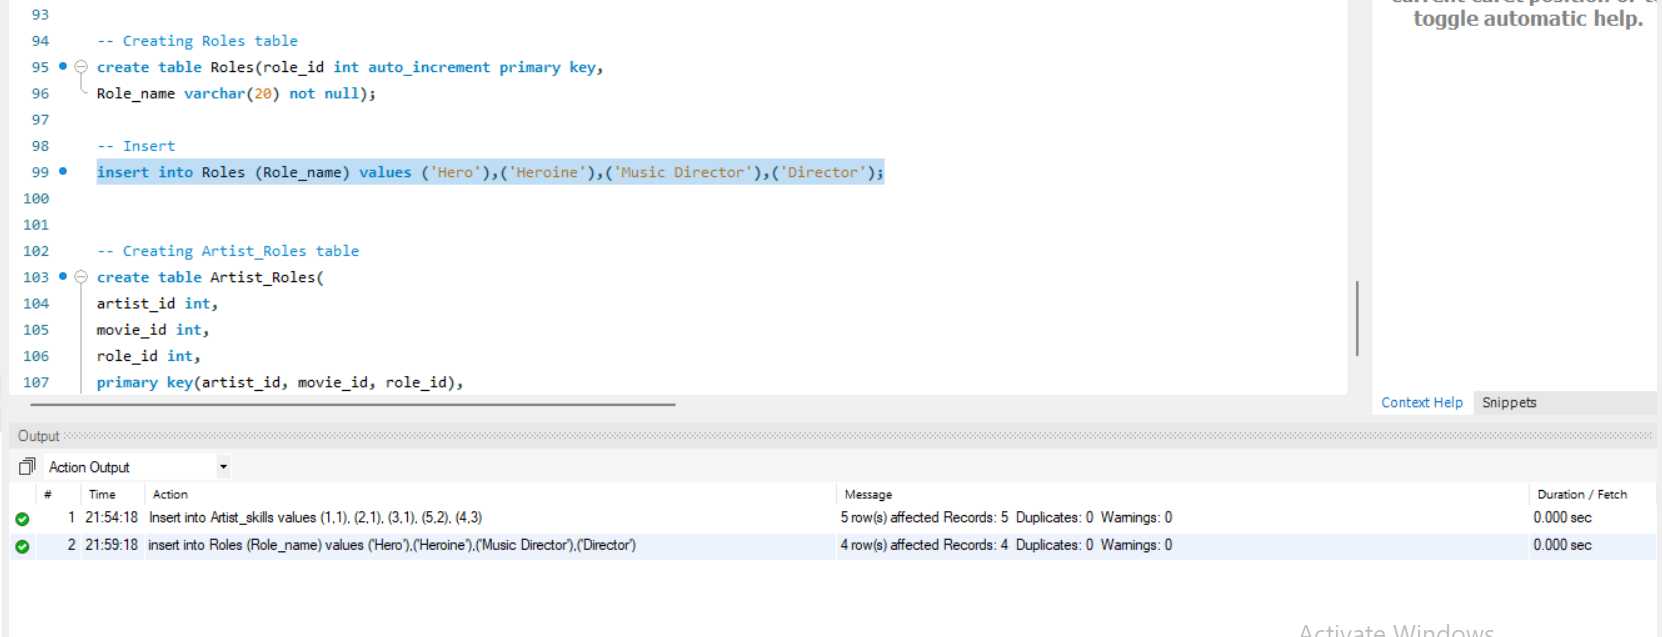 current caret position or to
toggle automatic help.
93
94 -- Creating Roles table
95 create table Roles(role_id int auto_increment primary key,
96 Role_name varchar(20) not null);
97
98 -- Insert
99 insert into Roles (Role_name) values ('Hero'),('Heroine'),('Music Director'),('Director');
100
101
102 -- Creating Artist_Roles table
103 create table Artist_Roles(
104 artist_id int,
105 movie_id int,
106 role_id int,
107 primary key(artist_id, movie_id, role_id),
Context Help Snippets
Output
Action Output
# Time Action Message Duration / Fetch
1 21:54:18 Insert into Artist_skills values (1,1), (2,1), (3,1), (5,2), (4,3) 5 row(s) affected Records: 5 Duplicates: 0 Warnings: 0 0.000 sec
2 21:59:18 insert into Roles (Role_name) values ('Hero'),('Heroine'),('Music Director'),('Director') 4 row(s) affected Records: 4 Duplicates: 0 Warnings: 0 0.000 sec
Activate Windows